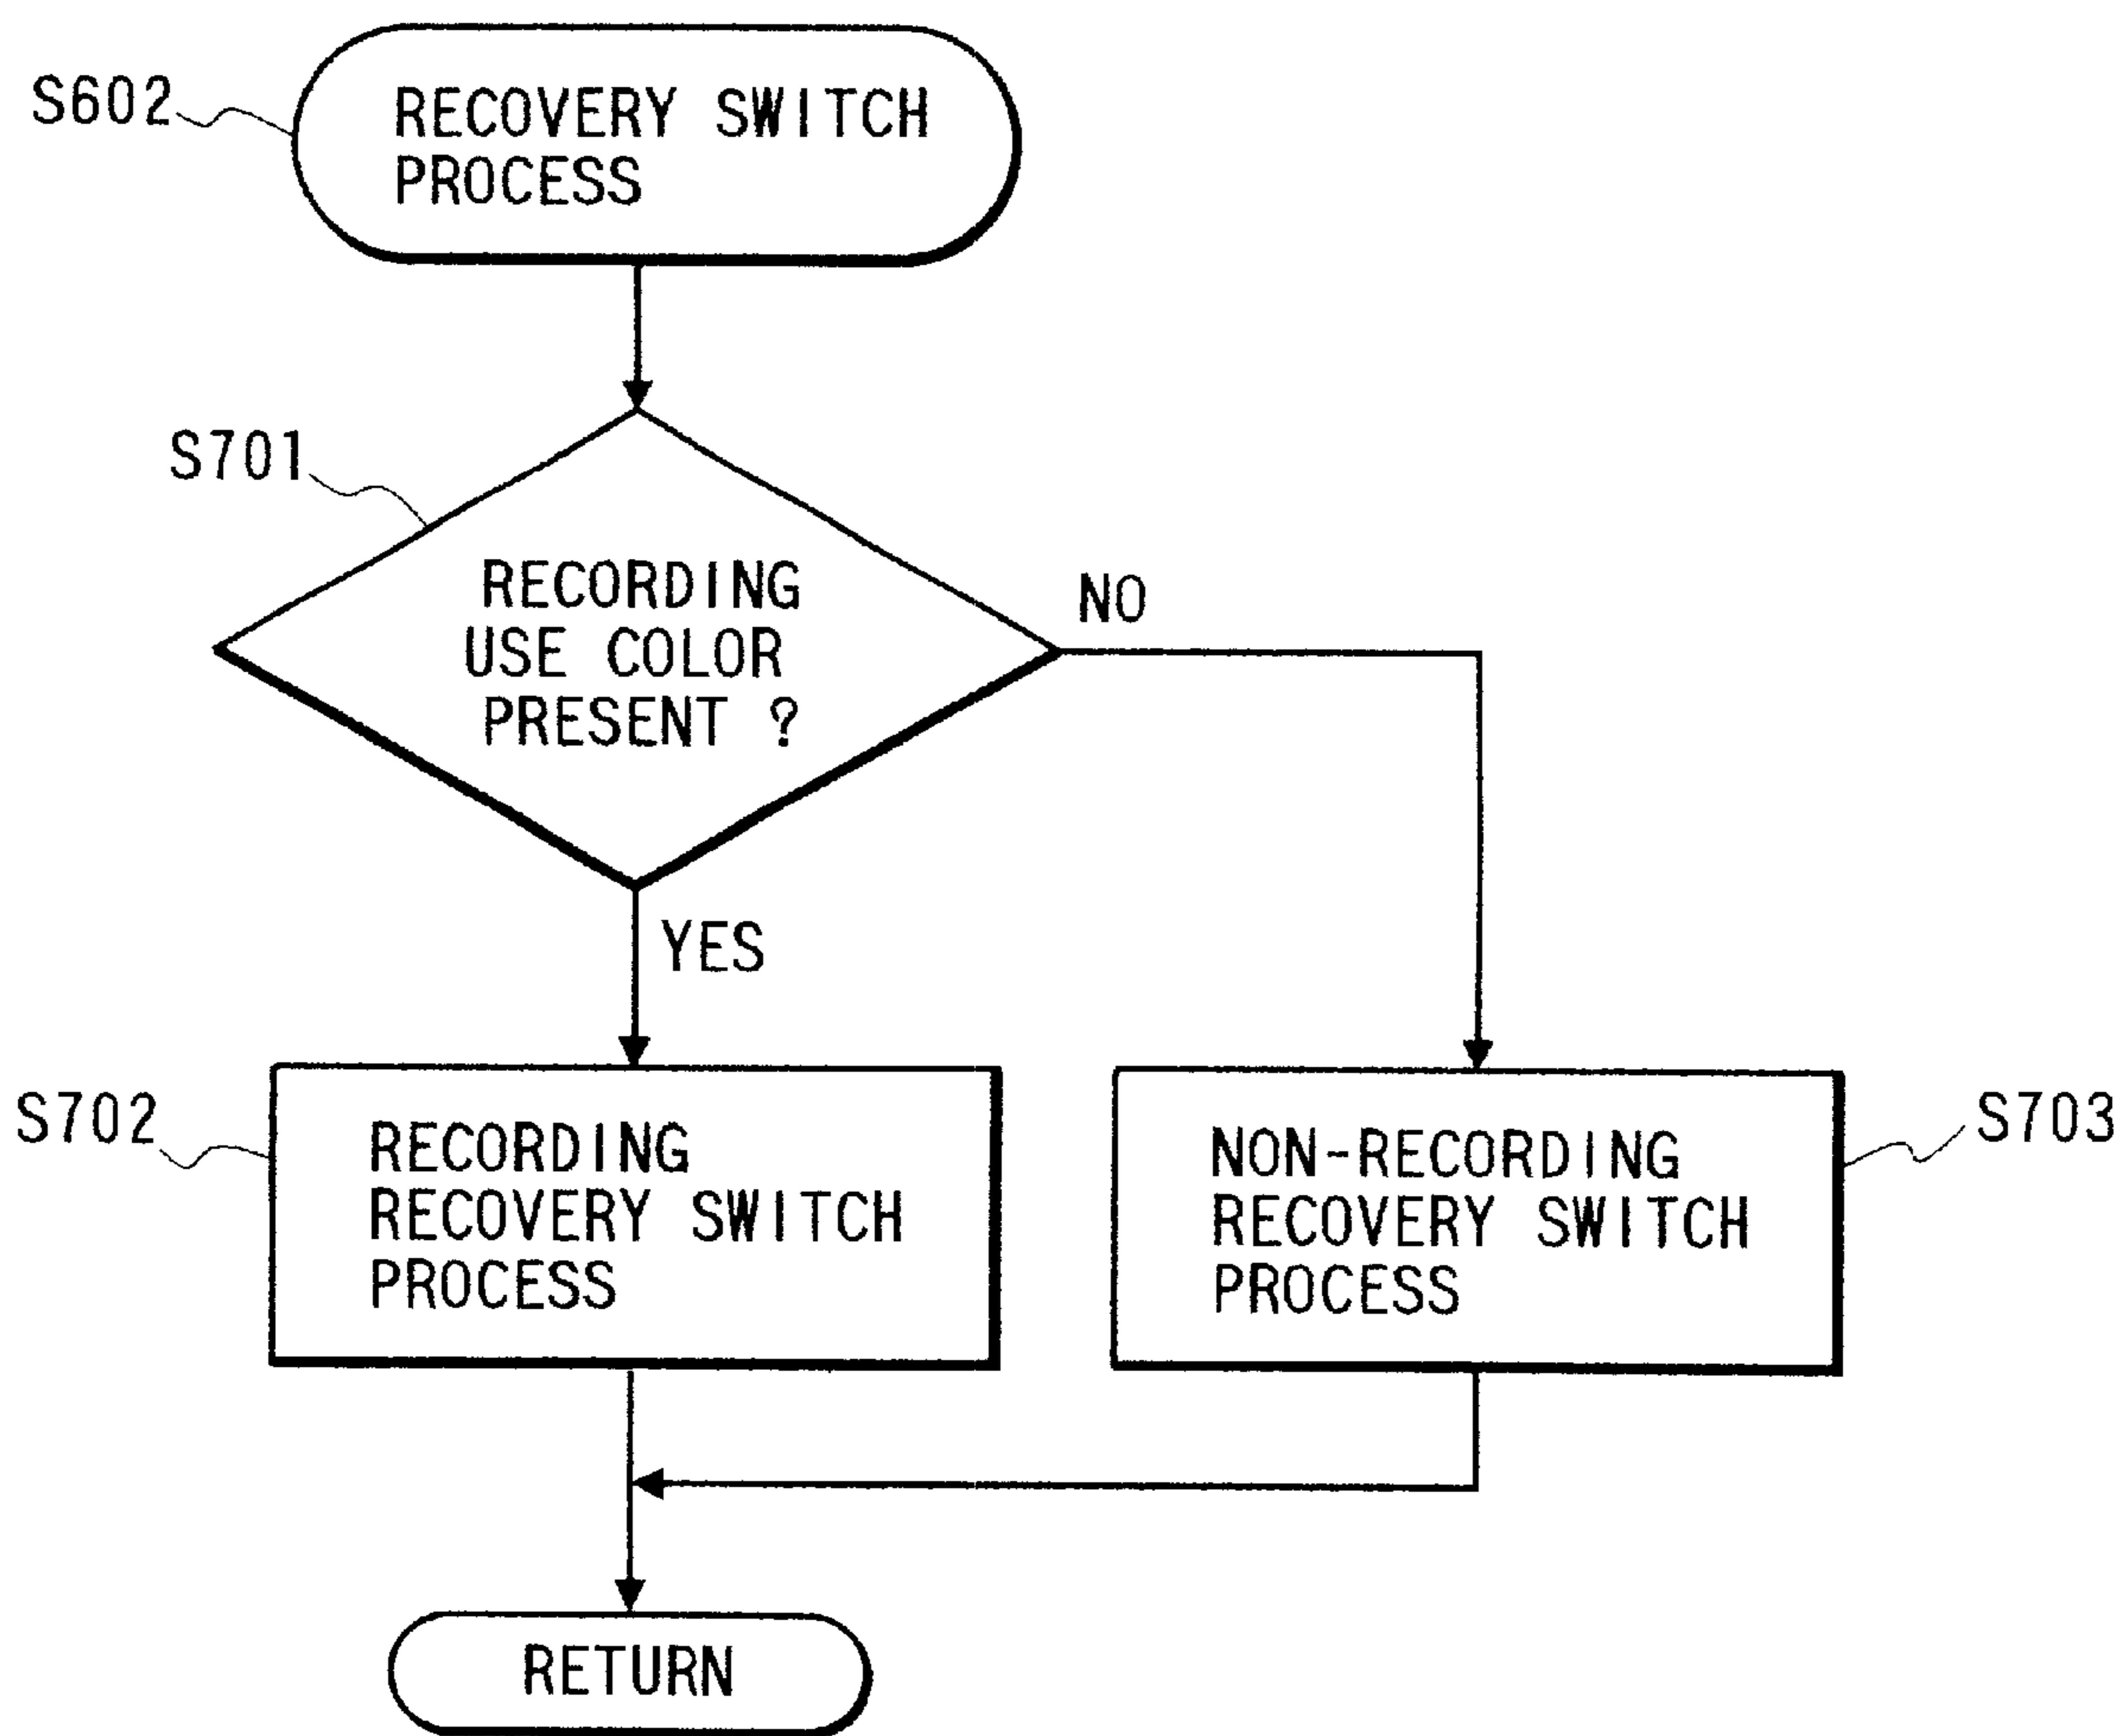 S602
RECOVERY SWITCH
PROCESS
S701
RECORDING
USE COLOR
PRESENT ?
NO
YES
S702
RECORDING
RECOVERY SWITCH
PROCESS
NON-RECORDING
RECOVERY SWITCH
PROCESS
S703
RETURN